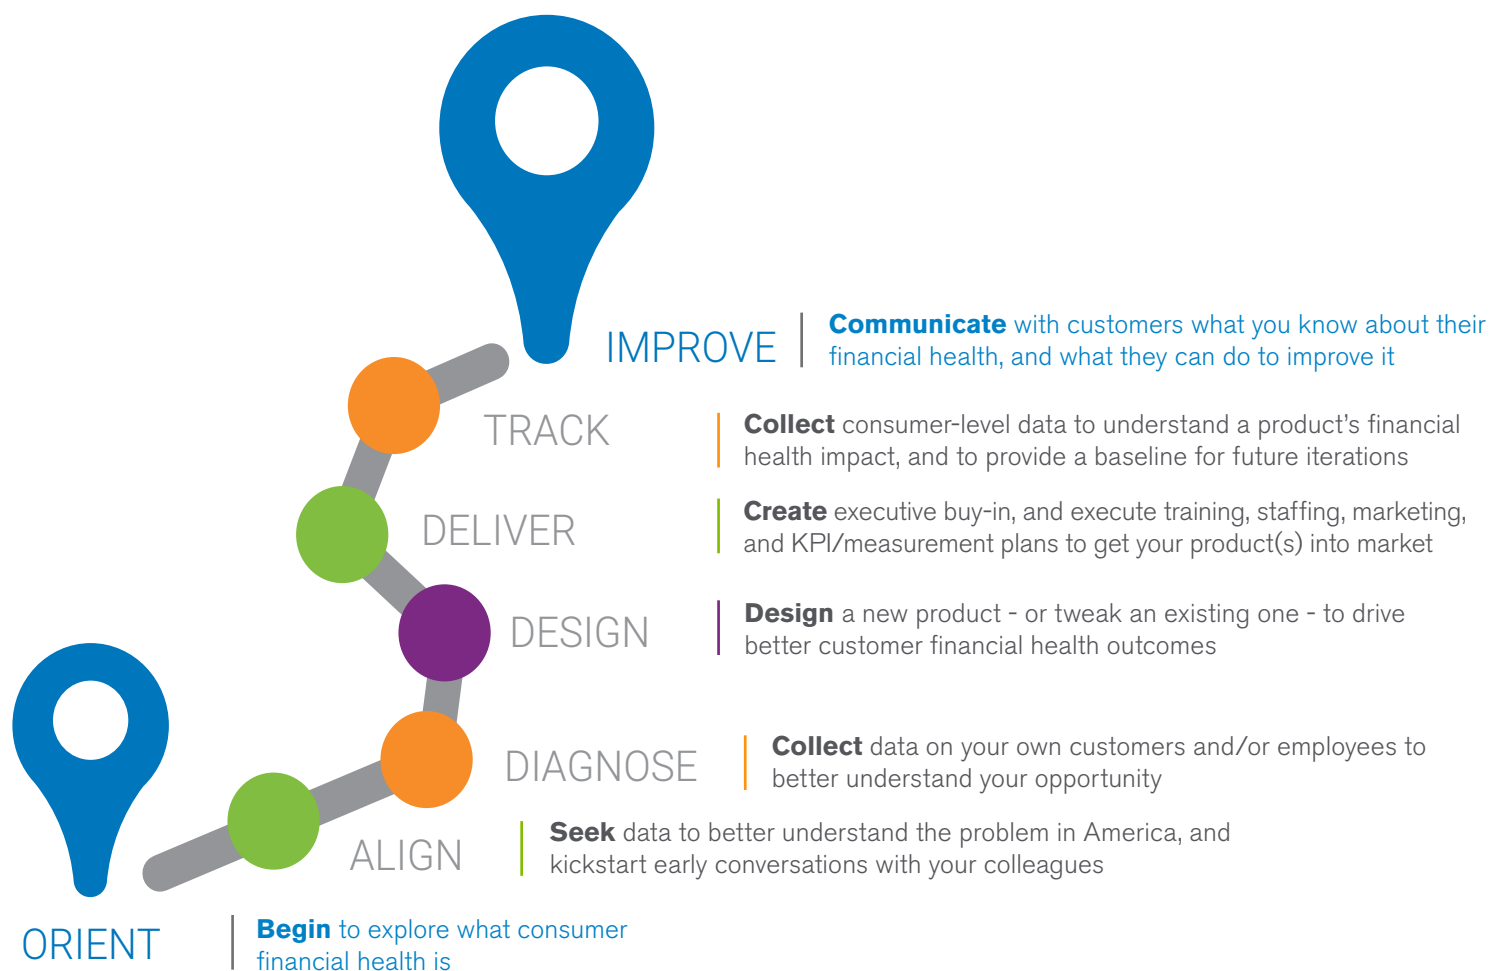 IMPROVE
Communicate with customers what you know about their
financial health, and what they can do to improve it
TRACK
Collect consumer-level data to understand a product’s financial
health impact, and to provide a baseline for future iterations
DELIVER
Create executive buy-in, and execute training, staffing, marketing,
and KPI/measurement plans to get your product(s) into market
DESIGN
Design a new product - or tweak an existing one - to drive
better customer financial health outcomes
DIAGNOSE
Collect data on your own customers and/or employees to
better understand your opportunity
ALIGN
Seek data to better understand the problem in America, and
kickstart early conversations with your colleagues
ORIENT
Begin to explore what consumer
financial health is